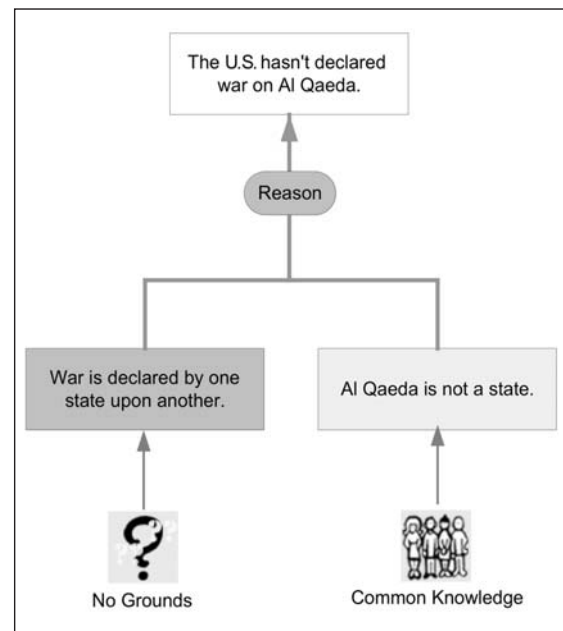 The U.S. hasn't declared
war on Al Qaeda.
Reason
War is declared by one
state upon another.
Al Qaeda is not a state.
No Grounds
Common Knowledge